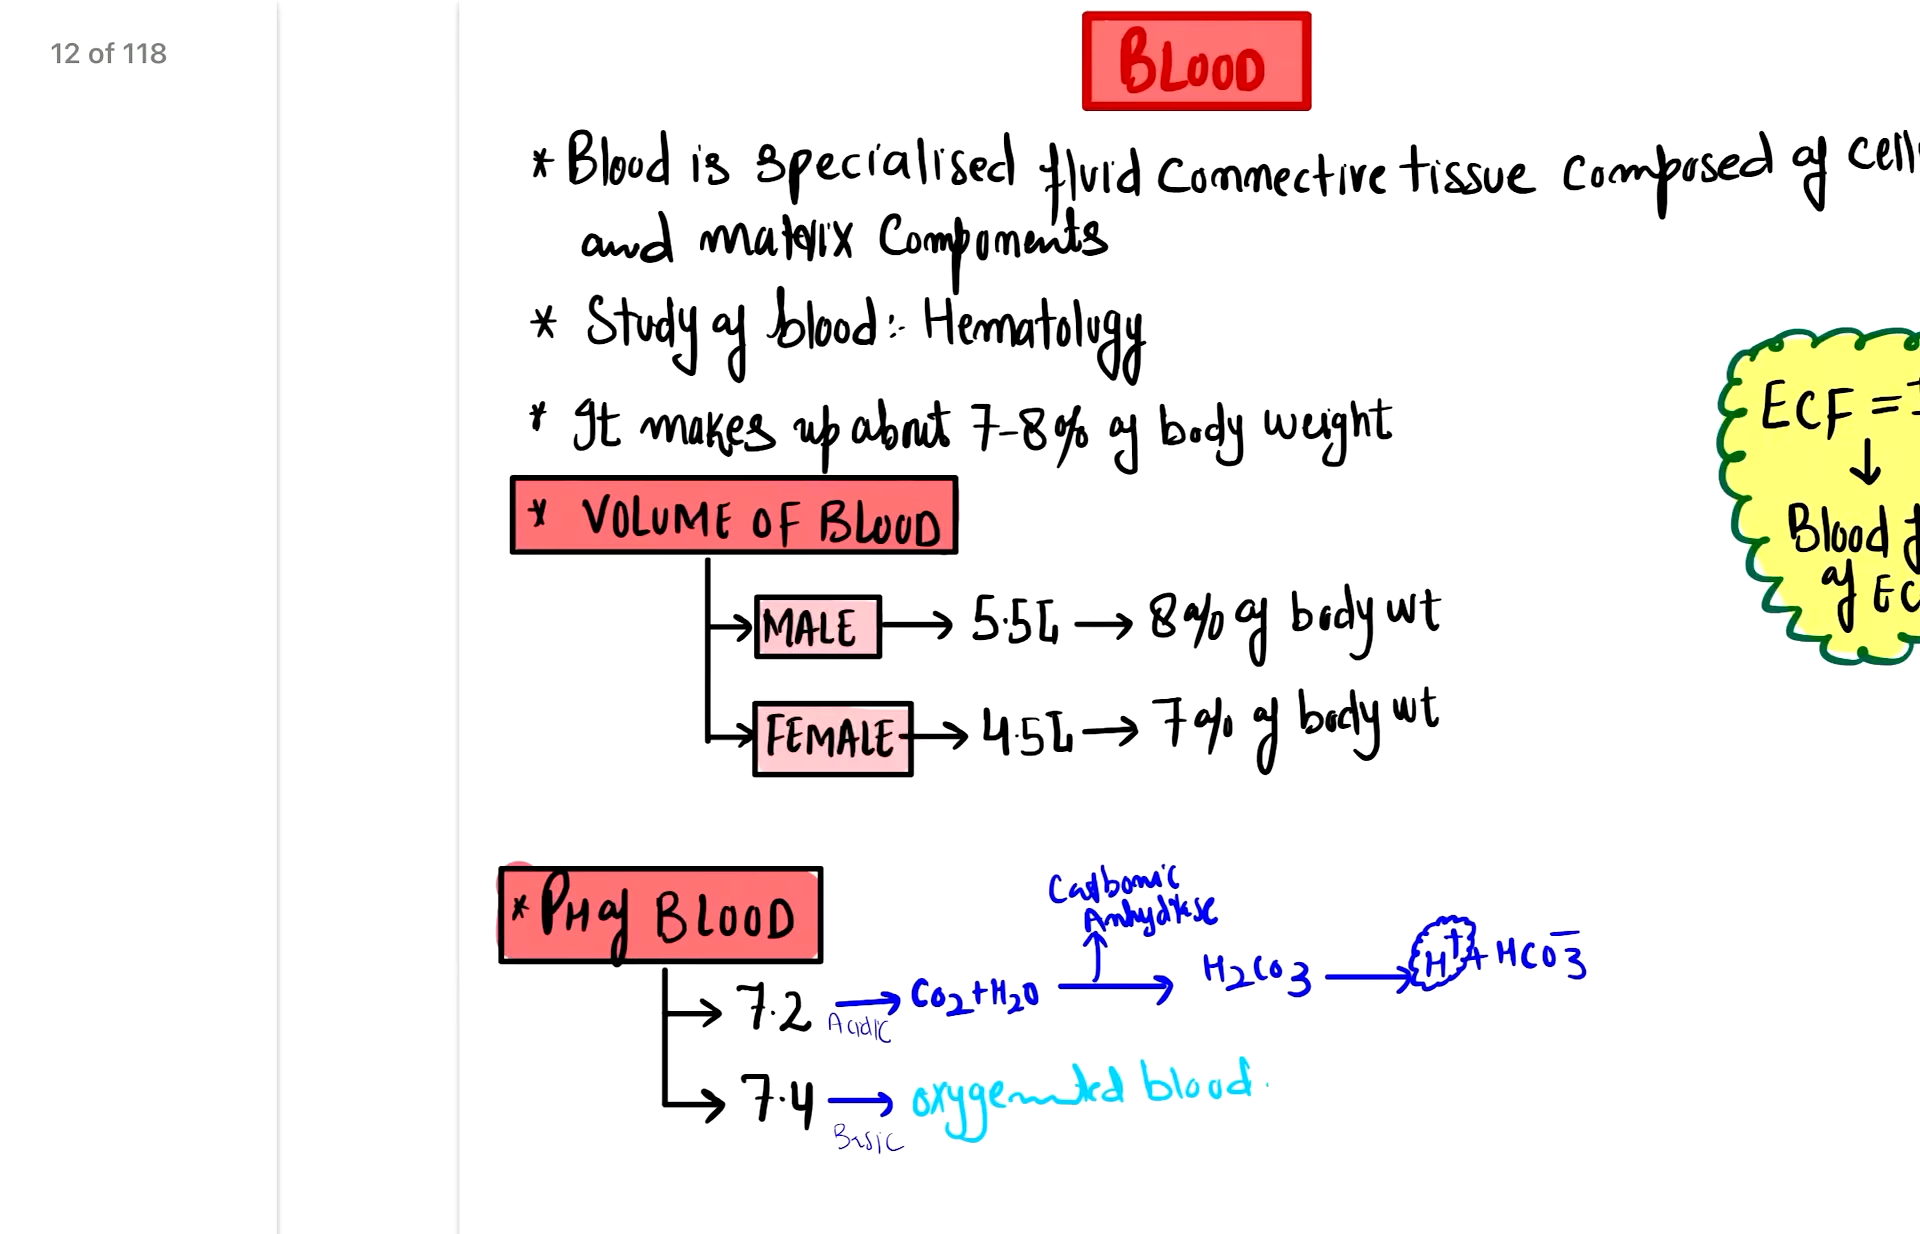 12 of 118
BLOOD
* Blood is specialised fluid connective tissue composed of cell
and matrix components
* Study of blood:- Hematology
* It makes up about 7-8% of body weight
ECF =
↓
Blood
of EC
* VOLUME OF BLOOD
MALE → 5.5L → 8% of body wt
FEMALE → 4.5L → 7% of body wt
* PH of BLOOD
Carbonic
Anhydrase
7.2 → CO2+H2O → H2CO3 → H+ + HCO3-
Acidic
7.4 → oxygenated blood.
Basic